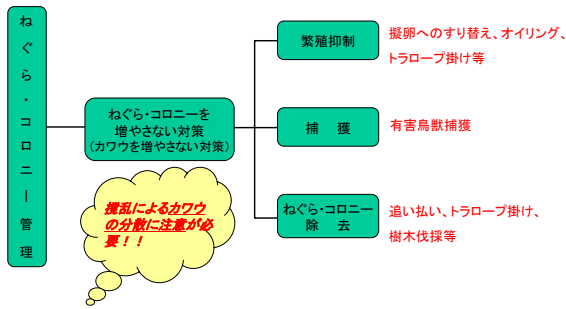 ねぐら・コロニー管理
ねぐら・コロニーを
増やさない対策
（カワウを増やさない対策）
撹乱によるカワウ
の分散に注意が必
要！！
繁殖抑制
擬卵へのすり替え、オイリング、
トラロープ掛け等
捕　獲
有害鳥獣捕獲
ねぐら・コロニー
除　去
追い払い、トラロープ掛け、
樹木伐採等